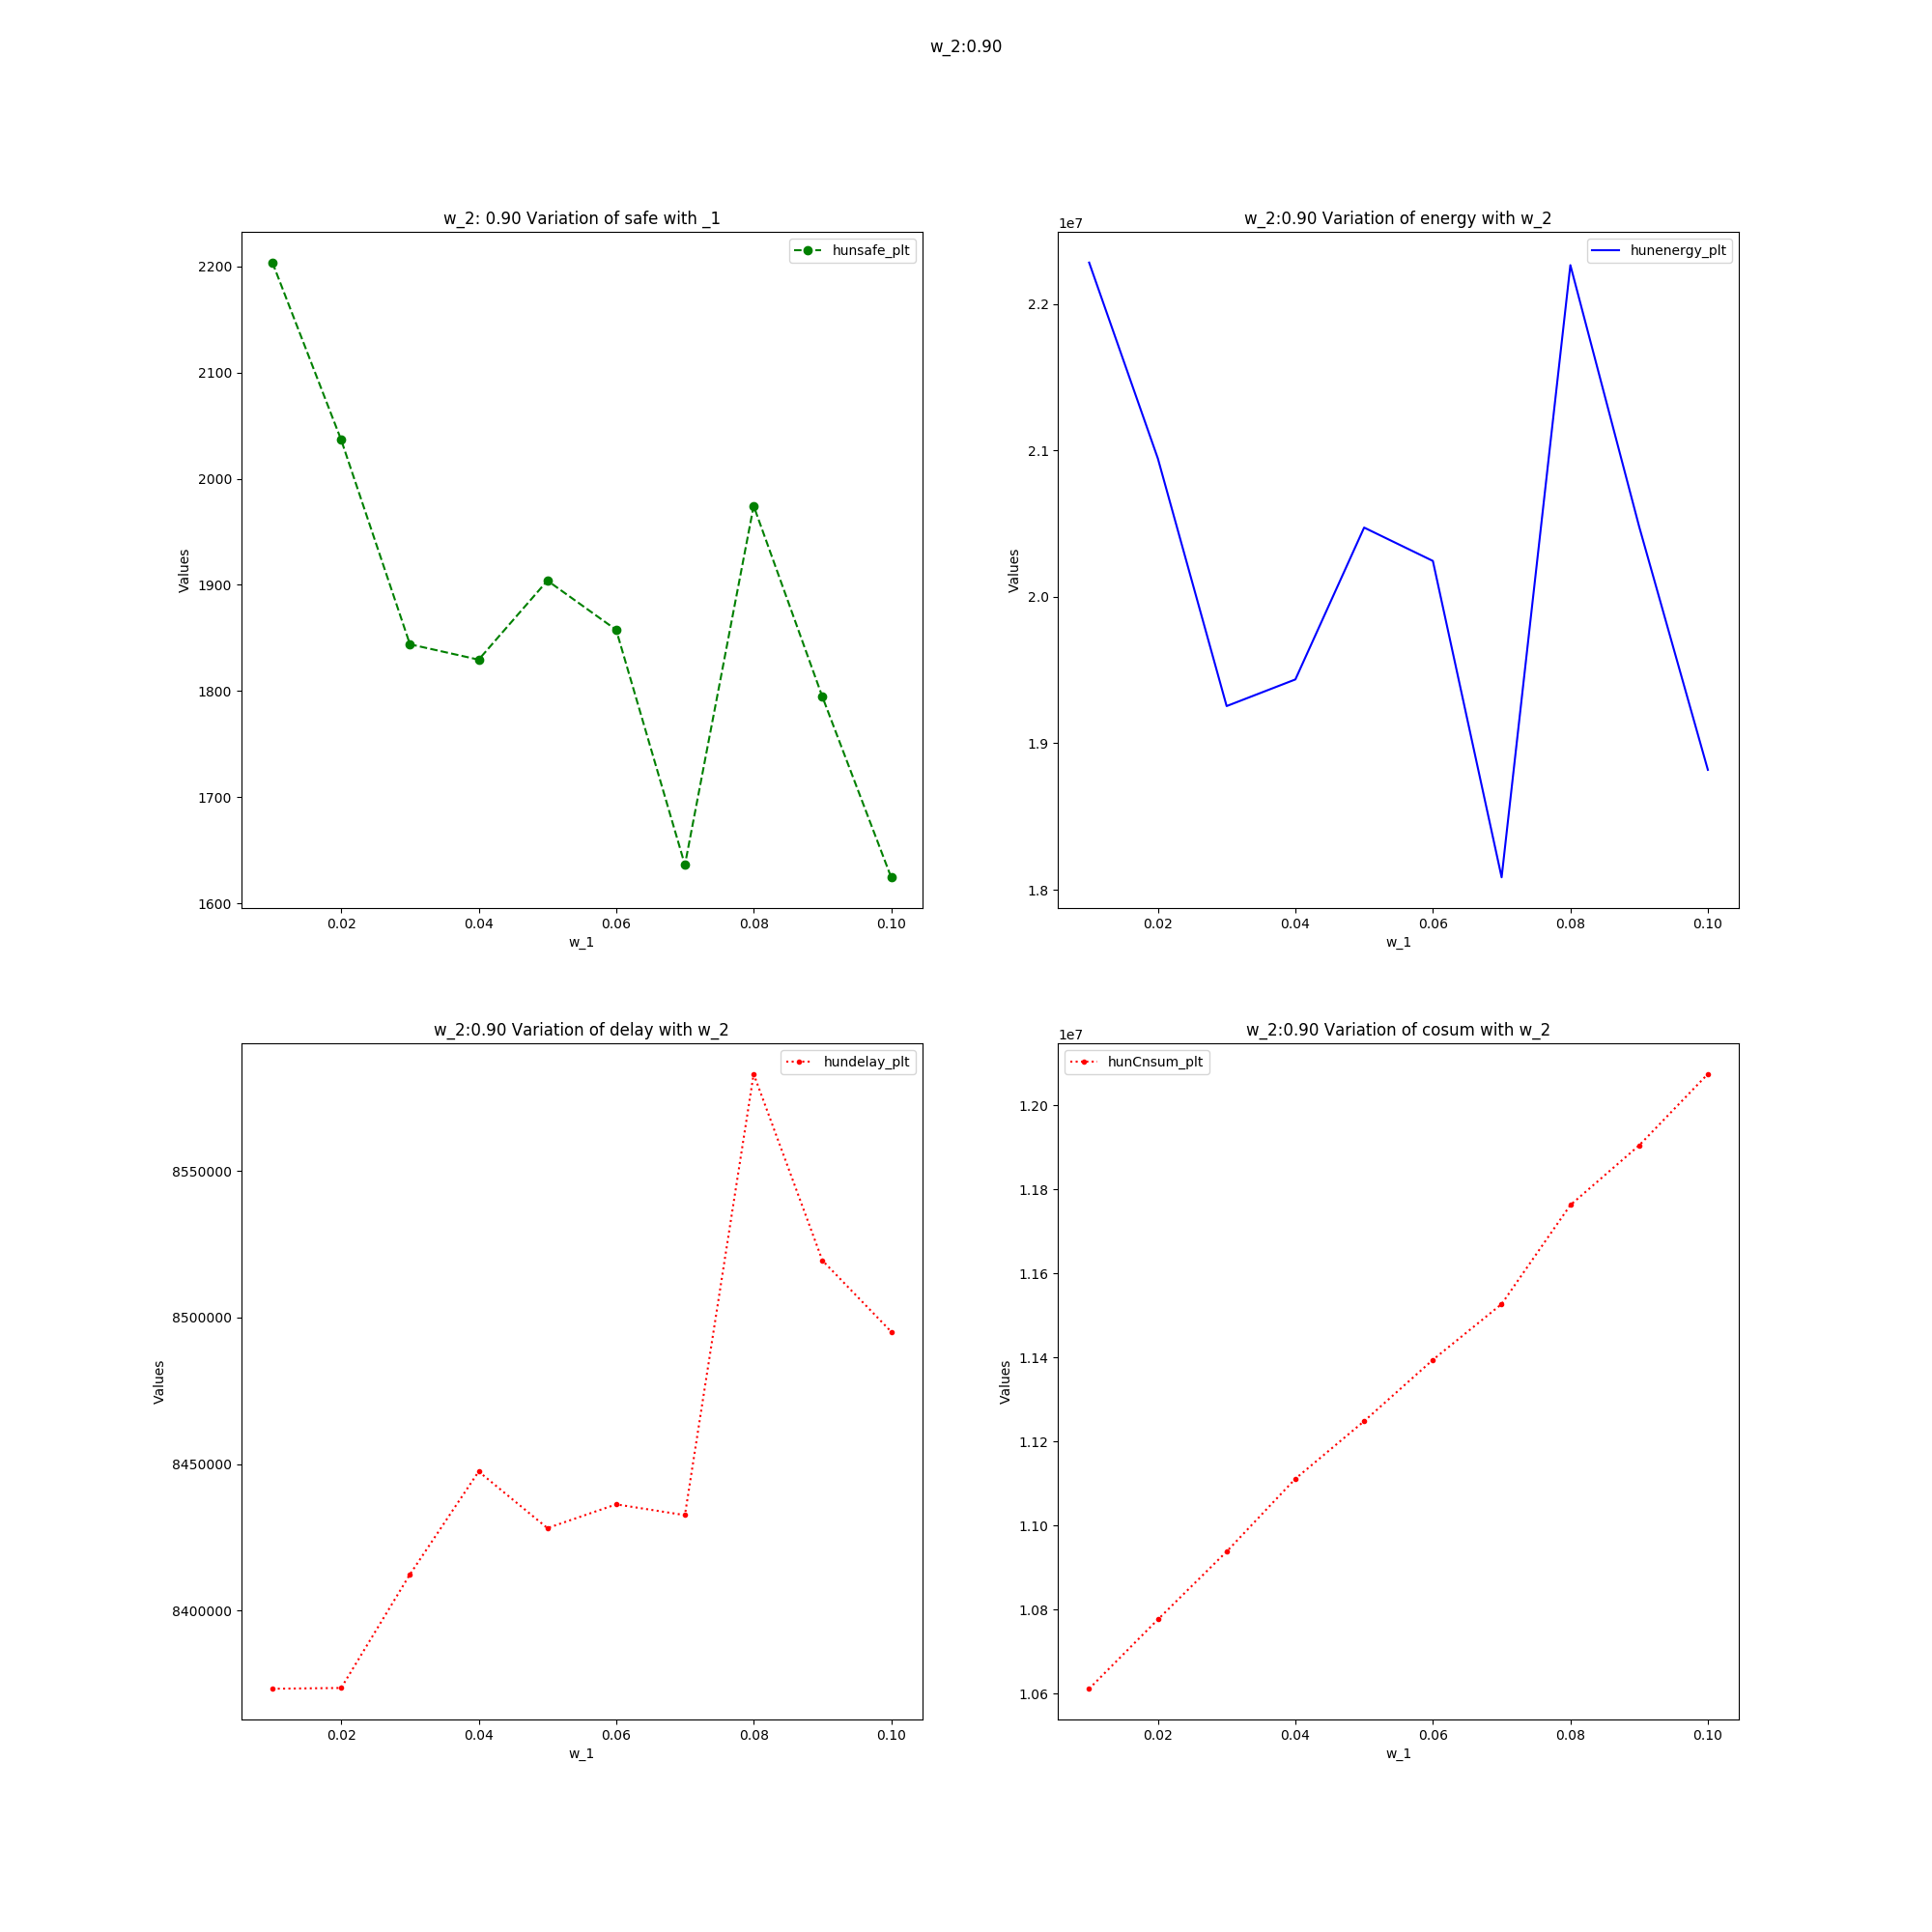 w_2:0.90
w_2: 0.90 Variation of safe with _1
hunsafe_plt
Values
2200
2100
2000
1900
1800
1700
1600
0.02 0.04 0.06 0.08 0.10
w_1
w_2:0.90 Variation of energy with w_2
1e7
hunenergy_plt
Values
2.2
2.1
2.0
1.9
1.8
0.02 0.04 0.06 0.08 0.10
w_1
w_2:0.90 Variation of delay with w_2
hundelay_plt
Values
8550000
8500000
8450000
8400000
0.02 0.04 0.06 0.08 0.10
w_1
w_2:0.90 Variation of cosum with w_2
1e7
hunCnsum_plt
Values
1.20
1.18
1.16
1.14
1.12
1.10
1.08
1.06
0.02 0.04 0.06 0.08 0.10
w_1